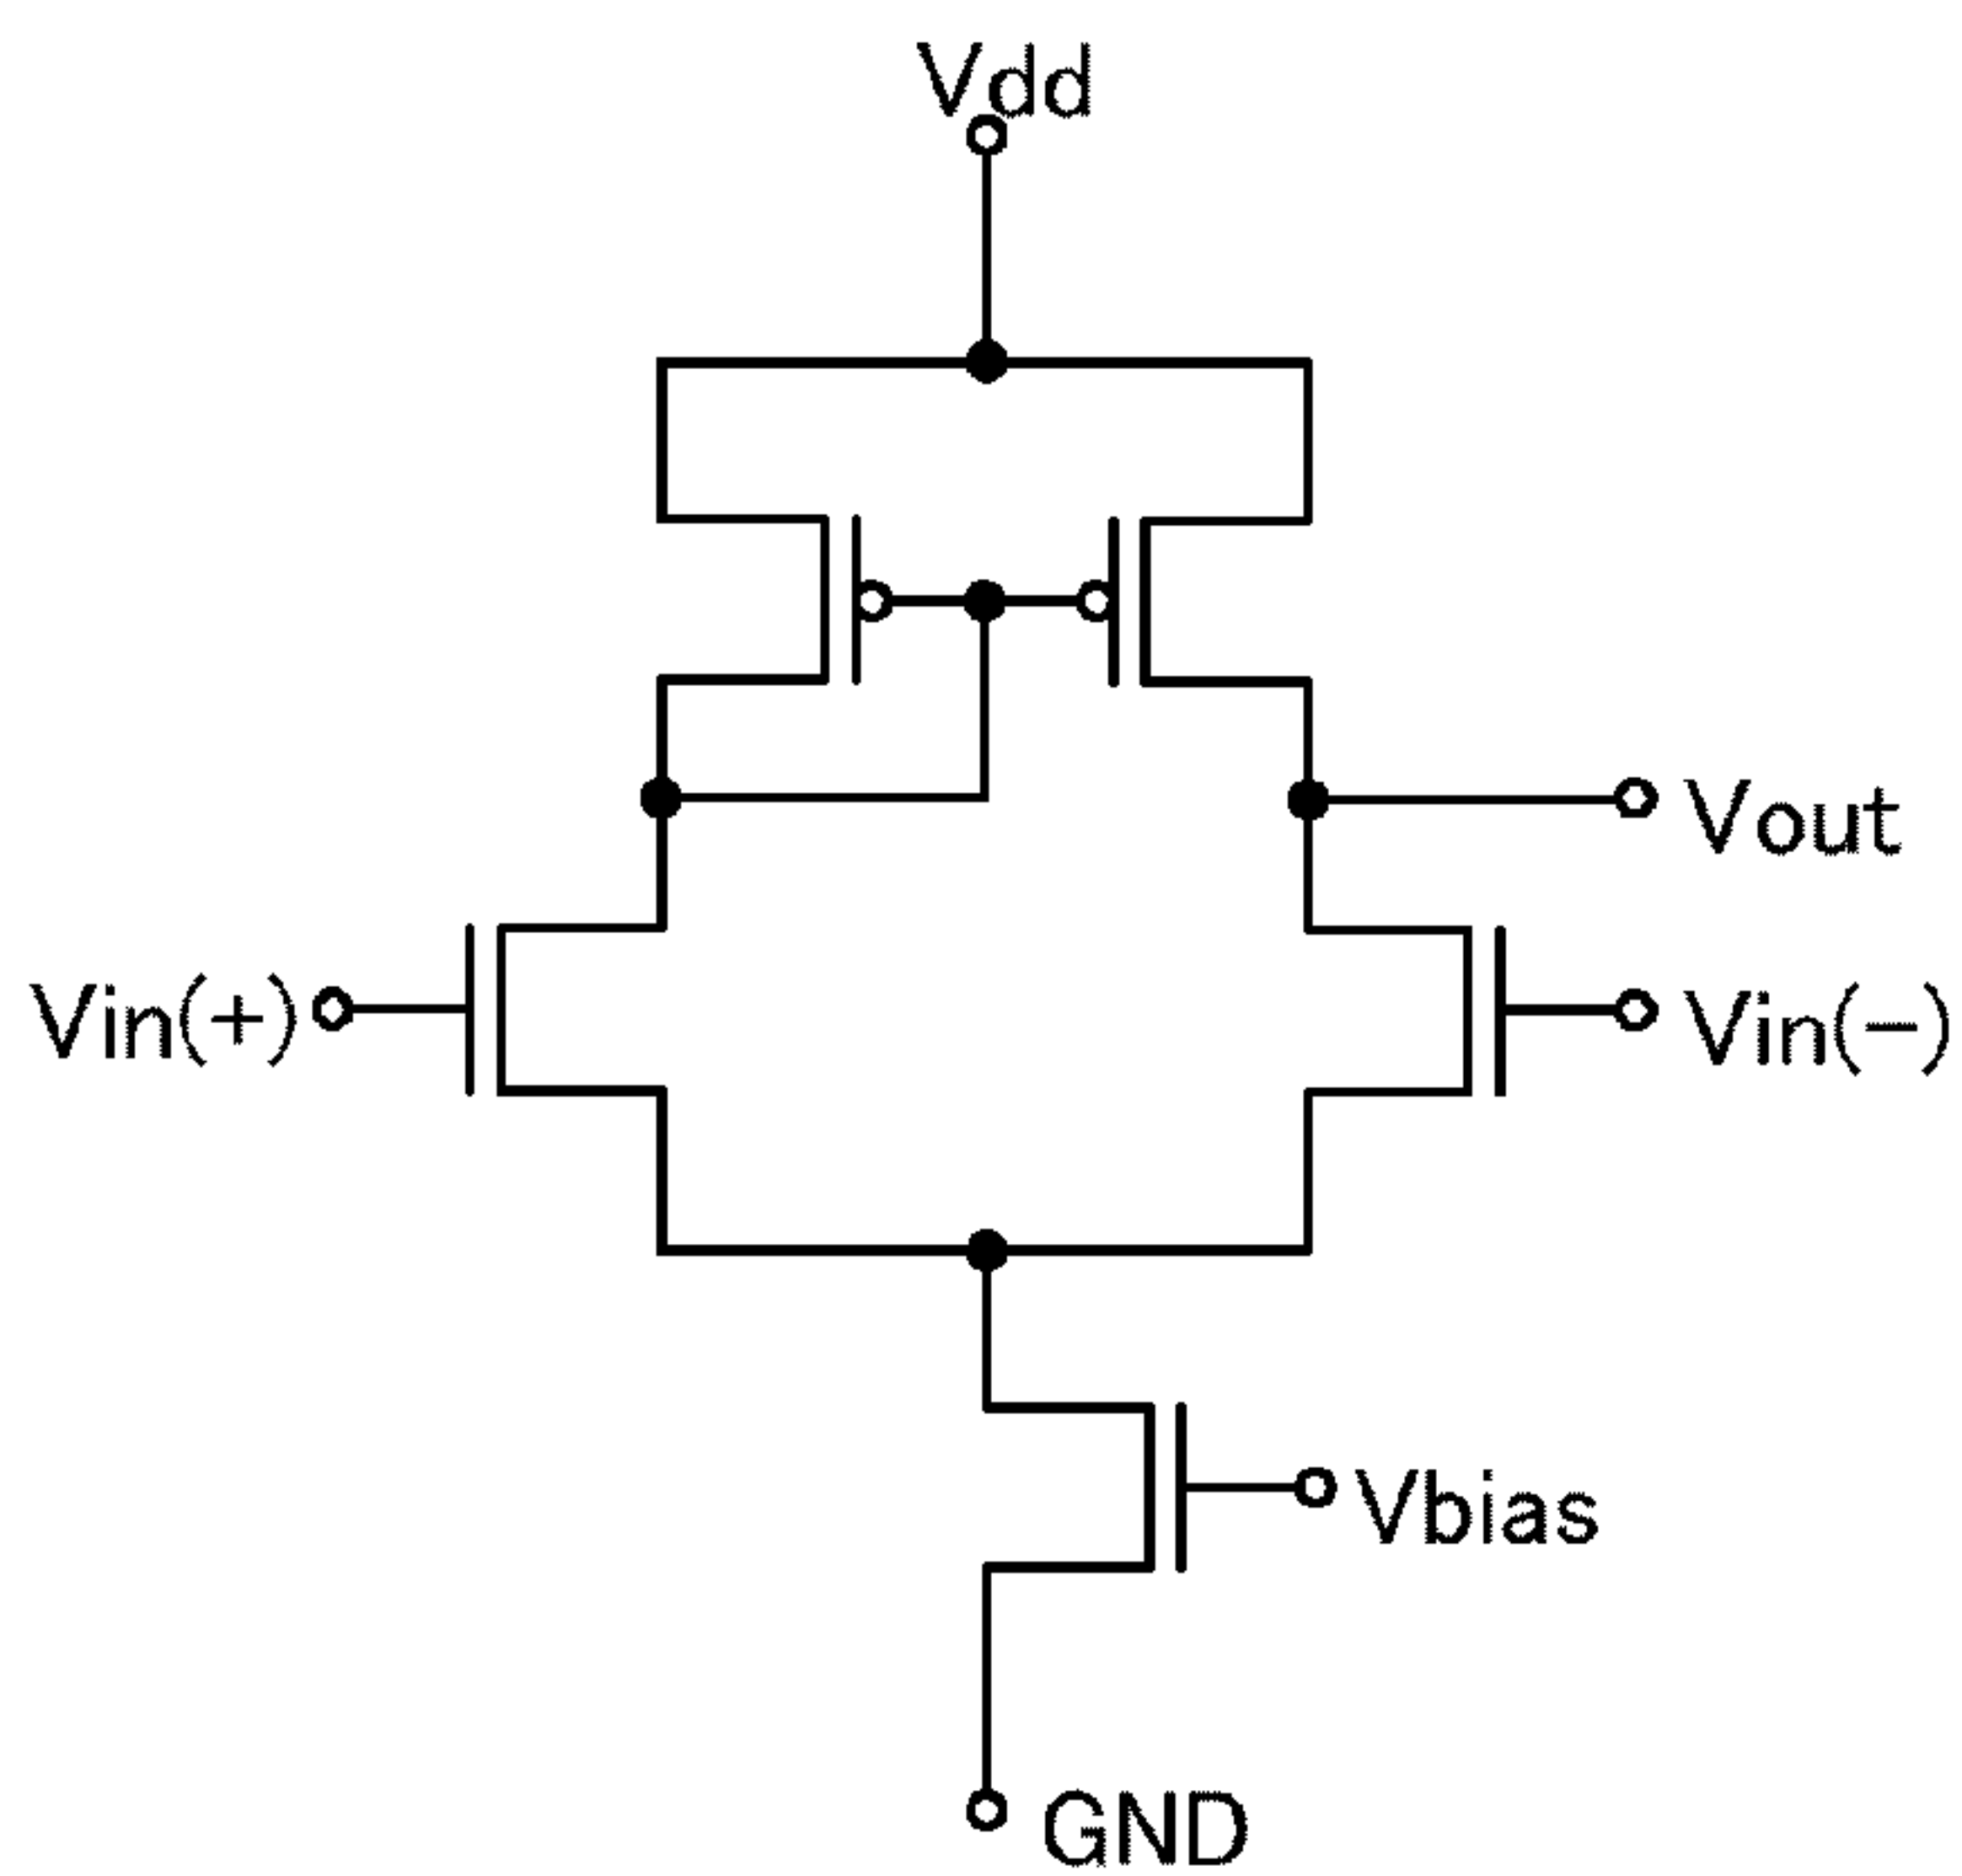 Vdd
Vout
Vin(+)
Vin(−)
Vbias
GND